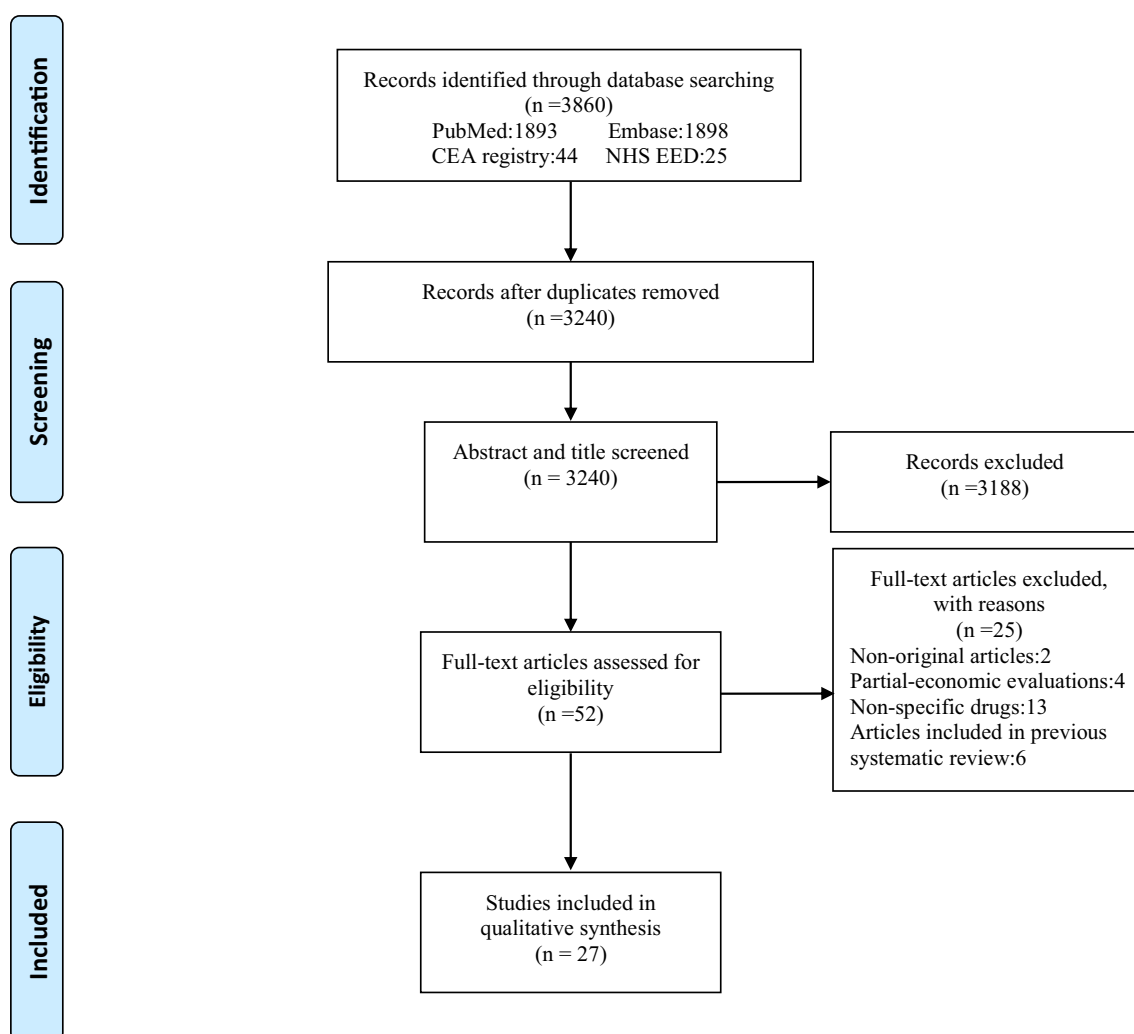 Identification
Records identified through database searching
(n =3860)
PubMed:1893 Embase:1898
CEA registry:44 NHS EED:25
Screening
Records after duplicates removed
(n =3240)
Abstract and title screened
(n = 3240)
Records excluded
(n =3188)
Eligibility
Full-text articles assessed for
eligibility
(n =52)
Full-text articles excluded,
with reasons
(n =25)
Non-original articles:2
Partial-economic evaluations:4
Non-specific drugs:13
Articles included in previous
systematic review:6
Included
Studies included in
qualitative synthesis
(n = 27)